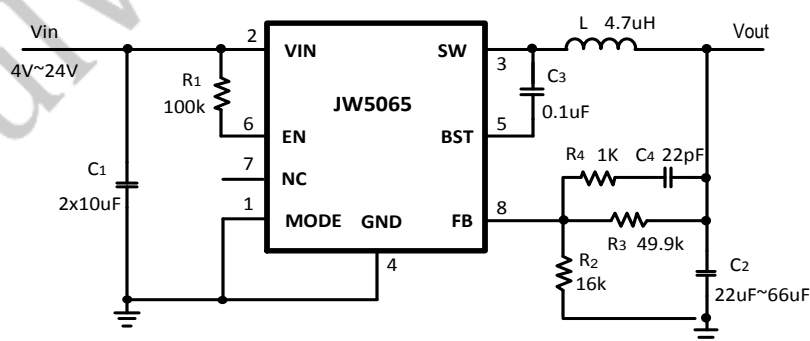 Vin
4V~24V
R1
100k
C1
2x10uF
2
6
7
1
VIN
EN
NC
MODE
GND
JW5065
SW
BST
FB
4
3
5
8
L 4.7uH
Vout
C3
0.1uF
R4 1K C4 22pF
R3 49.9k
R2
16k
C2
22uF~66uF